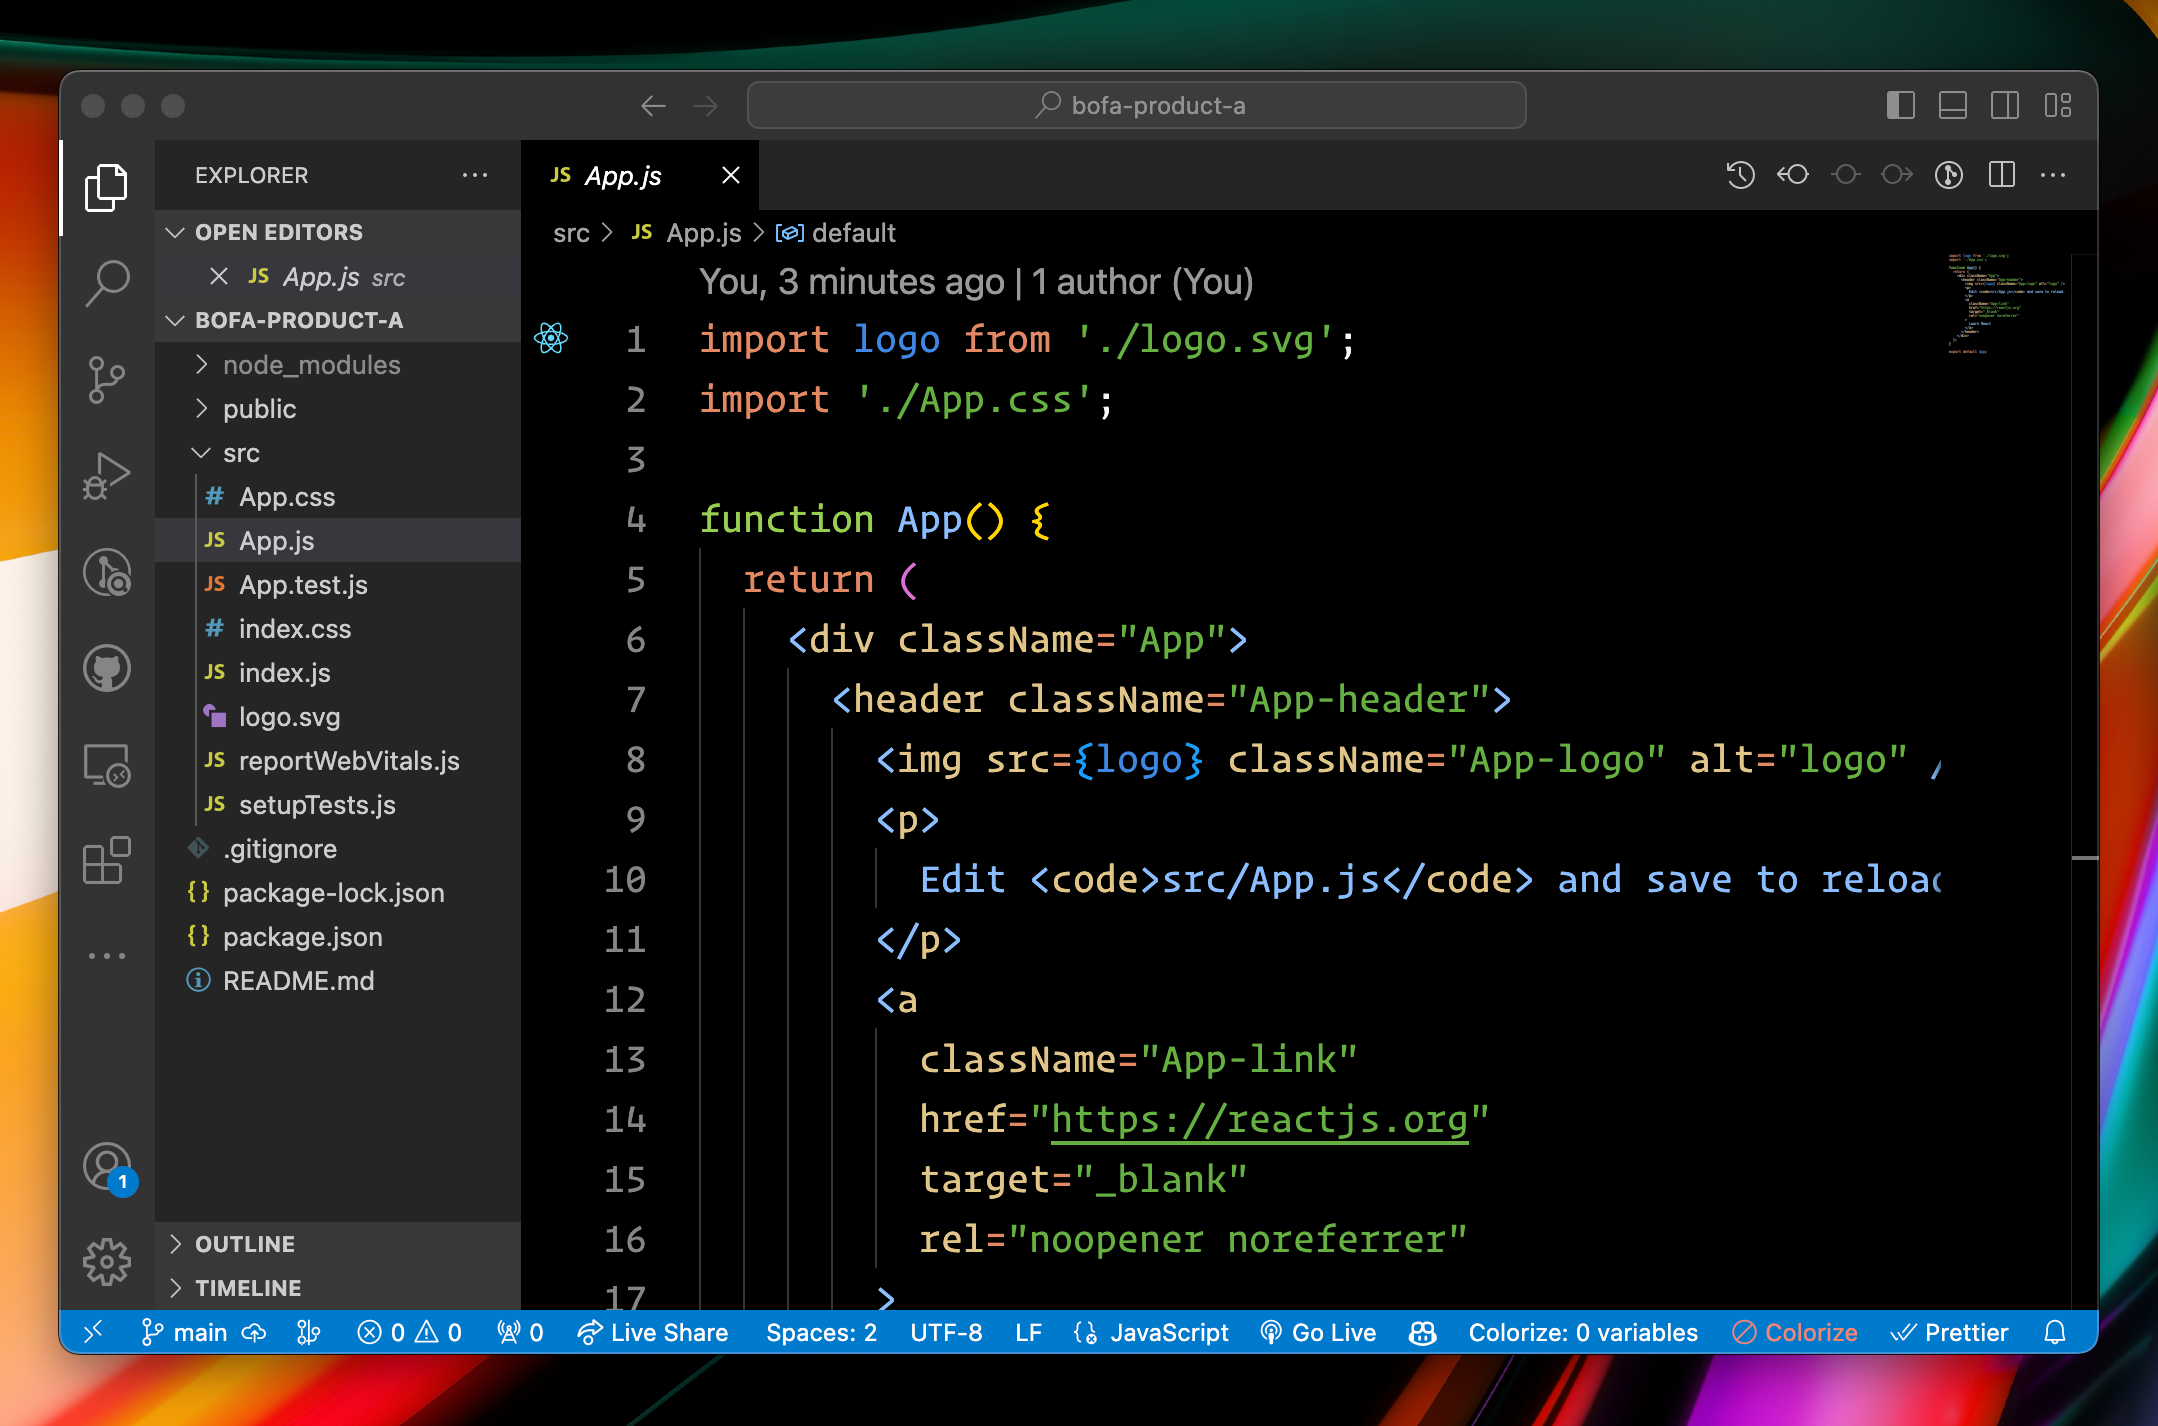 bofa-product-a
EXPLORER
OPEN EDITORS
JS App.js src
BOFA-PRODUCT-A
node_modules
public
src
# App.css
JS App.js
JS App.test.js
# index.css
JS index.js
logo.svg
JS reportWebVitals.js
JS setupTests.js
.gitignore
{} package-lock.json
{} package.json
README.md
1
OUTLINE
TIMELINE
JS App.js
src > JS App.js > default
You, 3 minutes ago | 1 author (You)
1 import logo from './logo.svg';
2 import './App.css';
3
4 function App() {
5 return (
6 <div className="App">
7 <header className="App-header">
8 <img src={logo} className="App-logo" alt="logo" /
9 <p>
10 Edit <code>src/App.js</code> and save to reload
11 </p>
12 <a
13 className="App-link"
14 href="https://reactjs.org"
15 target="_blank"
16 rel="noopener noreferrer"
17 >
main 0 0 0 Live Share Spaces: 2 UTF-8 LF JavaScript Go Live Colorize: 0 variables Colorize Prettier